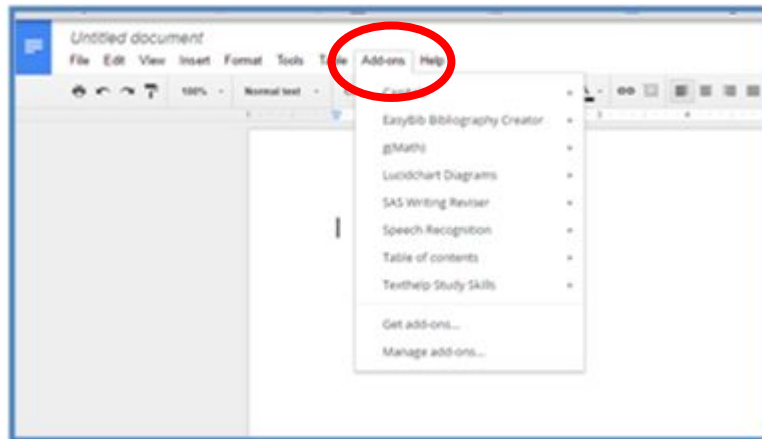 Untitled document
File Edit View Insert Format Tools Table Add-ons Help
100% Normal text
EasyBib Bibliography Creator
g(Math)
Lucidchart Diagrams
SAS Writing Reviser
Speech Recognition
Table of contents
Texthelp Study Skills
Get add-ons...
Manage add-ons...